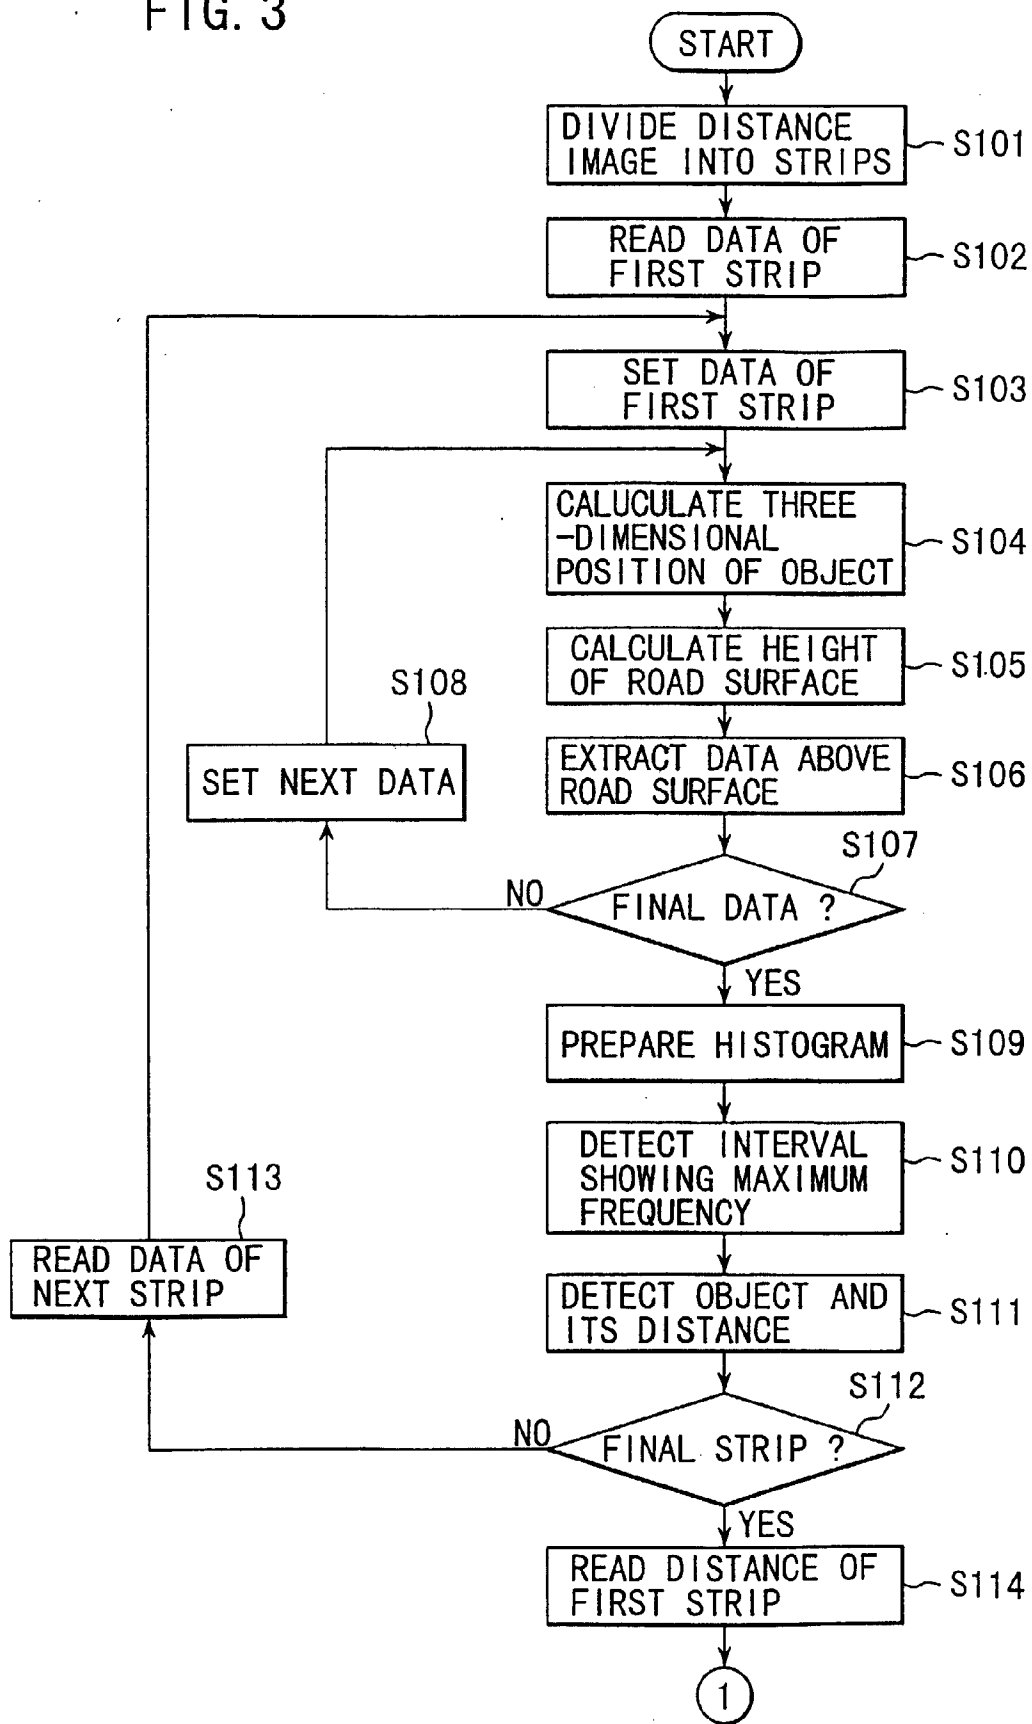 FIG. 3
START
DIVIDE DISTANCE
IMAGE INTO STRIPS
S101
READ DATA OF
FIRST STRIP
S102
SET DATA OF
FIRST STRIP
S103
CALUCULATE THREE
-DIMENSIONAL
POSITION OF OBJECT
S104
CALCULATE HEIGHT
OF ROAD SURFACE
S105
S108
SET NEXT DATA
EXTRACT DATA ABOVE
ROAD SURFACE
S106
S107
NO
FINAL DATA ?
YES
PREPARE HISTOGRAM
S109
DETECT INTERVAL
SHOWING MAXIMUM
FREQUENCY
S110
S113
READ DATA OF
NEXT STRIP
DETECT OBJECT AND
ITS DISTANCE
S111
S112
NO
FINAL STRIP ?
YES
READ DISTANCE OF
FIRST STRIP
S114
1